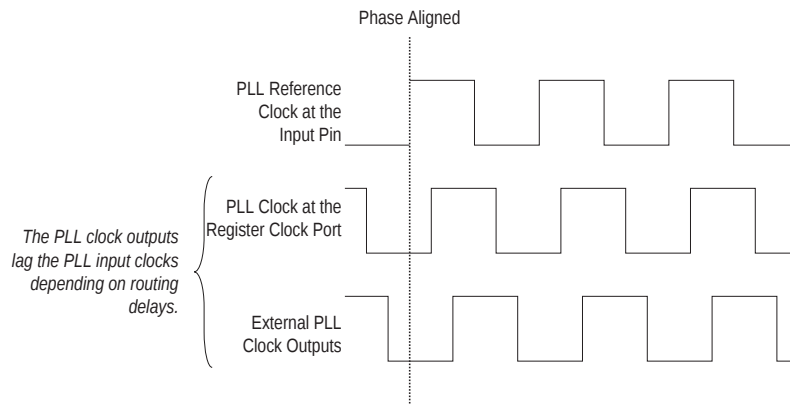 Phase Aligned
PLL Reference
Clock at the
Input Pin
PLL Clock at the
Register Clock Port
The PLL clock outputs
lag the PLL input clocks
depending on routing
delays.
External PLL
Clock Outputs